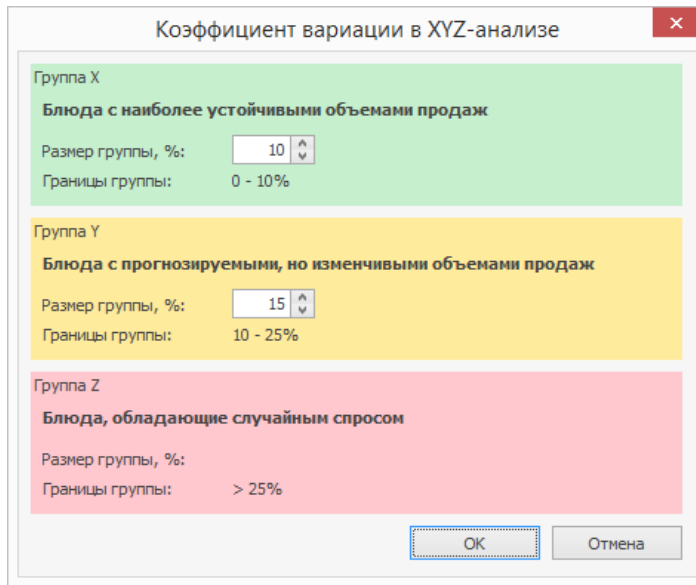 Коэффициент вариации в XYZ-анализе
Группа X
Блюда с наиболее устойчивыми объемами продаж
Размер группы, %: 10
Границы группы: 0 - 10%
Группа Y
Блюда с прогнозируемыми, но изменчивыми объемами продаж
Размер группы, %: 15
Границы группы: 10 - 25%
Группа Z
Блюда, обладающие случайным спросом
Размер группы, %:
Границы группы: > 25%
OK Отмена